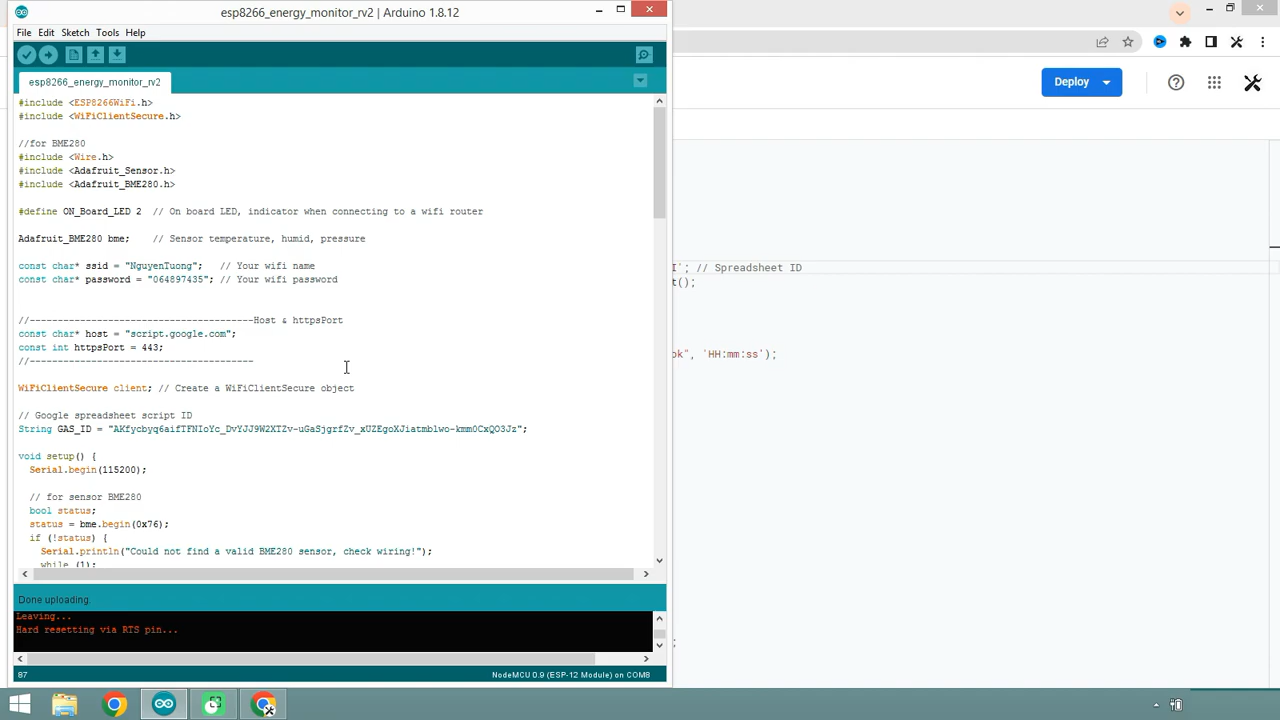 esp8266_energy_monitor_rv2 | Arduino 1.8.12
File Edit Sketch Tools Help
esp8266_energy_monitor_rv2
#include <ESP8266WiFi.h>
#include <WiFiClientSecure.h>
//for BME280
#include <Wire.h>
#include <Adafruit_Sensor.h>
#include <Adafruit_BME280.h>
#define ON_Board_LED 2 // On board LED, indicator when connecting to a wifi router
Adafruit_BME280 bme; // Sensor temperature, humid, pressure
const char* ssid = "NguyenTuong"; // Your wifi name
const char* password = "064897435"; // Your wifi password
//----------------------------------------Host & httpsPort
const char* host = "script.google.com";
const int httpsPort = 443;
//----------------------------------------
WiFiClientSecure client; // Create a WiFiClientSecure object
// Google spreadsheet script ID
String GAS_ID = "AKfycbyq6aifTFNIoYc_DvYJJ9W2XTZv-uGaSjgrfZv_xUZEgoXJiatmblwo-kmm0CxQO3Jz";
void setup() {
Serial.begin(115200);
// for sensor BME280
bool status;
status = bme.begin(0x76);
if (!status) {
Serial.println("Could not find a valid BME280 sensor, check wiring!");
while (1);
Done uploading.
Leaving...
Hard resetting via RTS pin...
87
NodeMCU 0.9 (ESP-12 Module) on COM8
Deploy
I'; // Spreadsheet ID
t();
ok", 'HH:mm:ss');
;